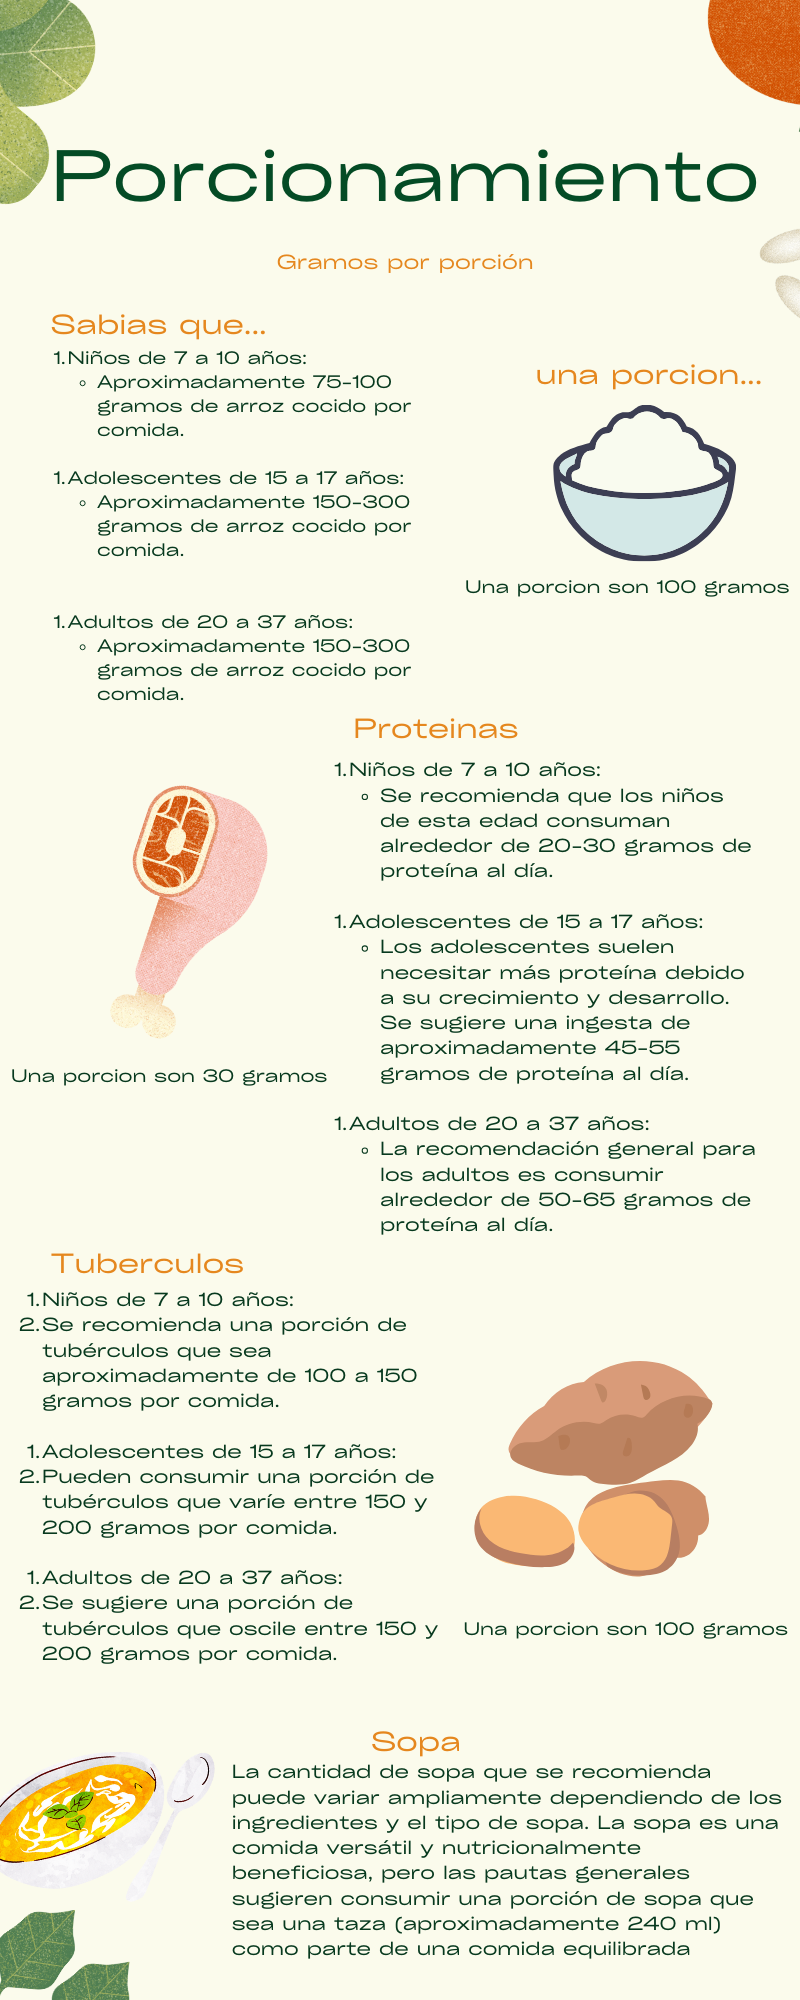 Porcionamiento
Gramos por porción
Sabias que...
1.Niños de 7 a 10 años:
◦ Aproximadamente 75-100
gramos de arroz cocido por
comida.
1.Adolescentes de 15 a 17 años:
◦ Aproximadamente 150-300
gramos de arroz cocido por
comida.
1.Adultos de 20 a 37 años:
◦ Aproximadamente 150-300
gramos de arroz cocido por
comida.
una porcion...
Una porcion son 100 gramos
Proteinas
1.Niños de 7 a 10 años:
◦ Se recomienda que los niños
de esta edad consuman
alrededor de 20-30 gramos de
proteína al día.
1.Adolescentes de 15 a 17 años:
◦ Los adolescentes suelen
necesitar más proteína debido
a su crecimiento y desarrollo.
Se sugiere una ingesta de
aproximadamente 45-55
gramos de proteína al día.
1.Adultos de 20 a 37 años:
◦ La recomendación general para
los adultos es consumir
alrededor de 50-65 gramos de
proteína al día.
Una porcion son 30 gramos
Tuberculos
1.Niños de 7 a 10 años:
2.Se recomienda una porción de
tubérculos que sea
aproximadamente de 100 a 150
gramos por comida.
1.Adolescentes de 15 a 17 años:
2.Pueden consumir una porción de
tubérculos que varíe entre 150 y
200 gramos por comida.
1.Adultos de 20 a 37 años:
2.Se sugiere una porción de
tubérculos que oscile entre 150 y
200 gramos por comida.
Una porcion son 100 gramos
Sopa
La cantidad de sopa que se recomienda
puede variar ampliamente dependiendo de los
ingredientes y el tipo de sopa. La sopa es una
comida versátil y nutricionalmente
beneficiosa, pero las pautas generales
sugieren consumir una porción de sopa que
sea una taza (aproximadamente 240 ml)
como parte de una comida equilibrada